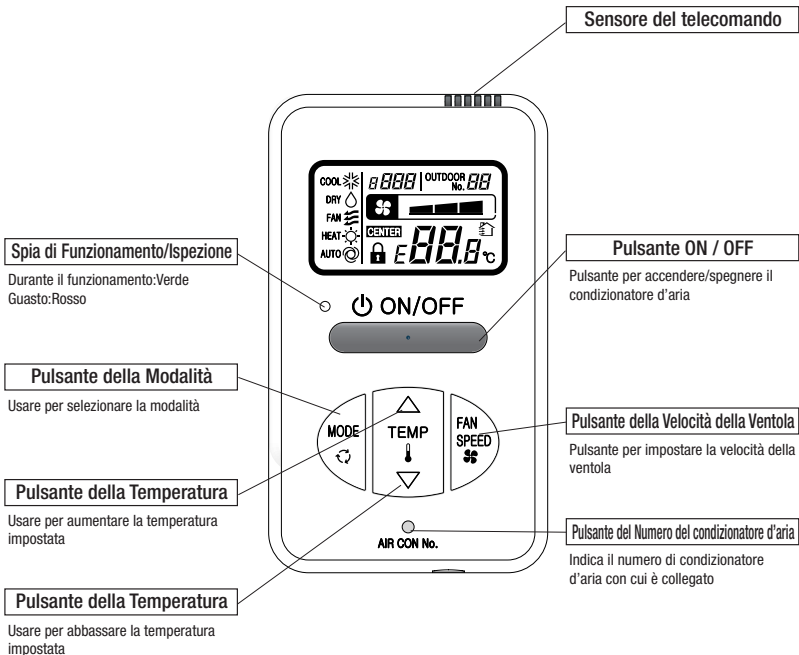 Sensore del telecomando
COOL
8888
OUTDOOR
No. 88
DRY
FAN
HEAT
CENTER
AUTO
E88.8°C
Spia di Funzionamento/Ispezione
Durante il funzionamento:Verde
Guasto:Rosso
Pulsante ON / OFF
Pulsante per accendere/spegnere il
condizionatore d'aria
ON/OFF
Pulsante della Modalità
Usare per selezionare la modalità
MODE
TEMP
FAN
SPEED
Pulsante della Velocità della Ventola
Pulsante per impostare la velocità della
ventola
Pulsante della Temperatura
Usare per aumentare la temperatura
impostata
AIR CON No.
Pulsante del Numero del condizionatore d'aria
Indica il numero di condizionatore
d'aria con cui è collegato
Pulsante della Temperatura
Usare per abbassare la temperatura
impostata